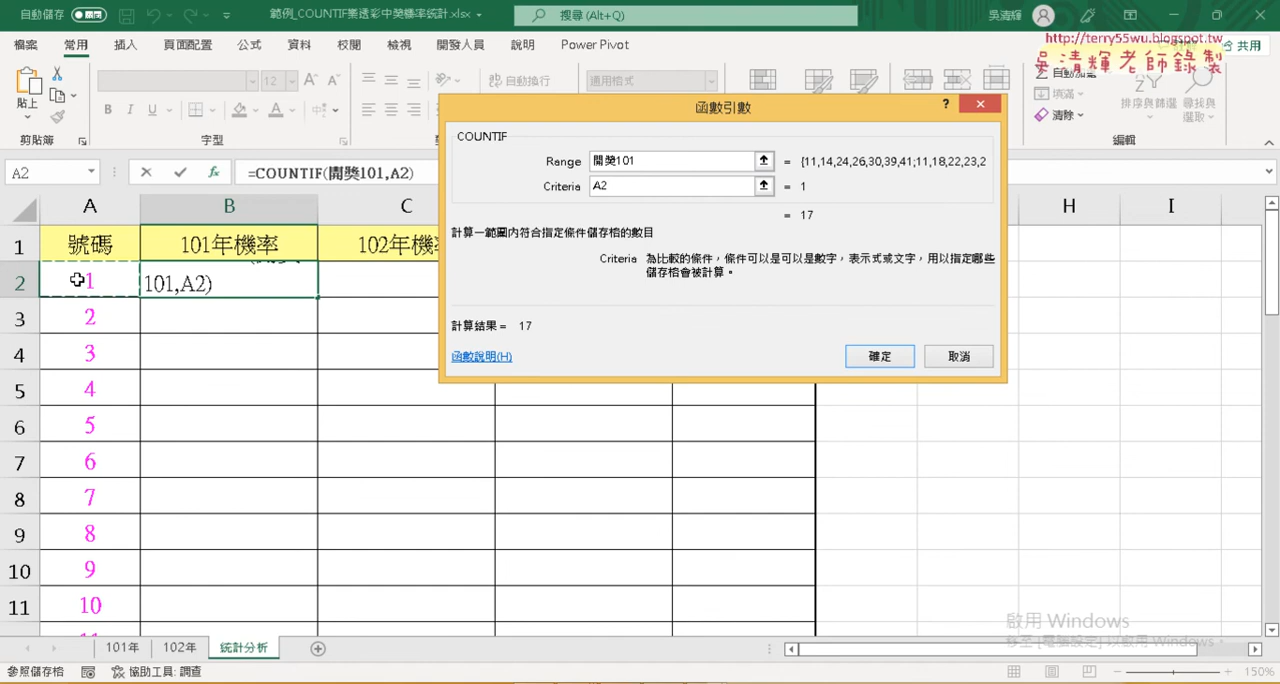 自動儲存
範例_COUNTIF樂透彩中獎機率統計.xlsx
搜尋 (Alt+Q)
吳清輝
http://terry55wu.blogspot.tw
吳清輝老師錄製
檔案 常用 插入 頁面配置 公式 資料 校閱 檢視 開發人員 說明 Power Pivot 共用
貼上
12
B I U
自動換行
通用格式
填滿
清除
排序與篩選 尋找與選取
剪貼簿 字型 編輯
A2 =COUNTIF(開獎101,A2)
函數引數
COUNTIF
Range 開獎101 = {11,14,24,26,30,39,41;11,18,22,23,2
Criteria A2 = 1
= 17
計算一範圍內符合指定條件儲存格的數目
Criteria 為比較的條件，條件可以是可以是數字，表示式或文字，用以指定哪些
儲存格會被計算。
計算結果 = 17
函數說明(H)
確定 取消
A B C H I
1 號碼 101年機率
2 1 101,A2)
3 2
4 3
5 4
6 5
7 6
8 7
9 8
10 9
11 10
啟用 Windows
101年 102年 統計分析
參照儲存格 協助工具: 調查
150%